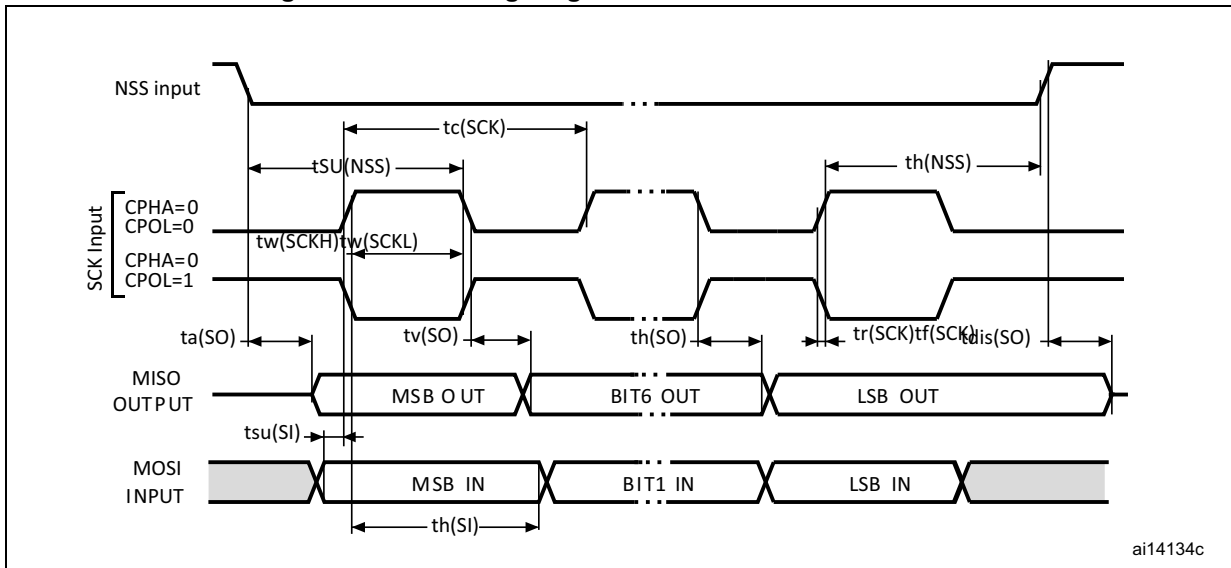 NSS input
tc(SCK)
tSU(NSS)
th(NSS)
SCK Input
CPHA=0
CPOL=0
tw(SCKH)tw(SCKL)
CPHA=0
CPOL=1
ta(SO)
tv(SO)
th(SO)
tr(SCK)tf(SCK)
tdis(SO)
MISO
OUTPUT
MSB OUT
BIT6 OUT
LSB OUT
tsu(SI)
MOSI
INPUT
MSB IN
BIT1 IN
LSB IN
th(SI)
ai14134c